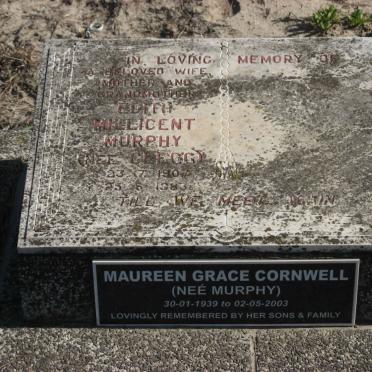 IN LOVING MEMORY OF
A BELOVED WIFE,
MOTHER AND
EDITH
MILLICENT
MURPHY
(NEE CLEGG)
TILL WE MEET AGAIN
MAUREEN GRACE CORNWELL
(NEÉ MURPHY)
30-01-1939 to 02-05-2003
LOVINGLY REMEMBERED BY HER SONS & FAMILY